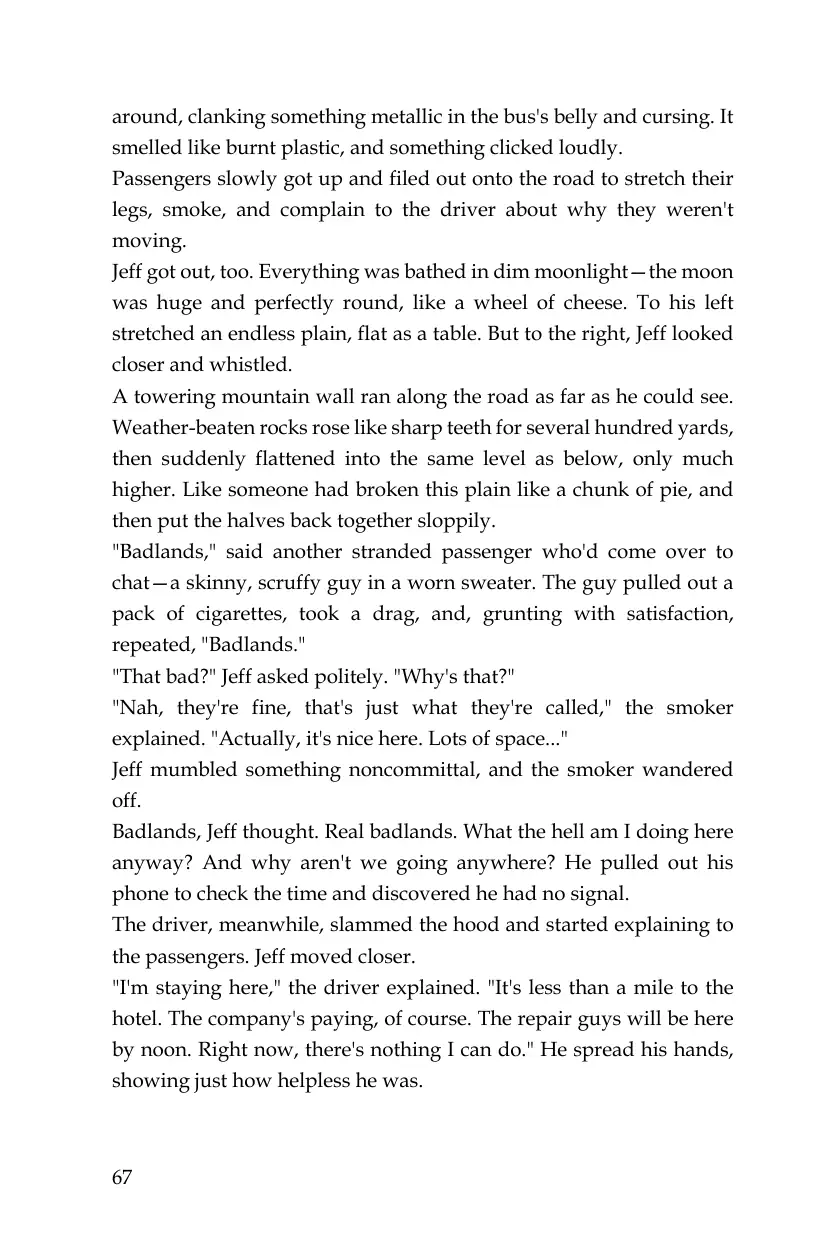 around, clanking something metallic in the bus's belly and cursing. It
smelled like burnt plastic, and something clicked loudly.
Passengers slowly got up and filed out onto the road to stretch their
legs, smoke, and complain to the driver about why they weren't
moving.
Jeff got out, too. Everything was bathed in dim moonlight—the moon
was huge and perfectly round, like a wheel of cheese. To his left
stretched an endless plain, flat as a table. But to the right, Jeff looked
closer and whistled.
A towering mountain wall ran along the road as far as he could see.
Weather-beaten rocks rose like sharp teeth for several hundred yards,
then suddenly flattened into the same level as below, only much
higher. Like someone had broken this plain like a chunk of pie, and
then put the halves back together sloppily.
"Badlands," said another stranded passenger who'd come over to
chat—a skinny, scruffy guy in a worn sweater. The guy pulled out a
pack of cigarettes, took a drag, and, grunting with satisfaction,
repeated, "Badlands."
"That bad?" Jeff asked politely. "Why's that?"
"Nah, they're fine, that's just what they're called," the smoker
explained. "Actually, it's nice here. Lots of space..."
Jeff mumbled something noncommittal, and the smoker wandered
off.
Badlands, Jeff thought. Real badlands. What the hell am I doing here
anyway? And why aren't we going anywhere? He pulled out his
phone to check the time and discovered he had no signal.
The driver, meanwhile, slammed the hood and started explaining to
the passengers. Jeff moved closer.
"I'm staying here," the driver explained. "It's less than a mile to the
hotel. The company's paying, of course. The repair guys will be here
by noon. Right now, there's nothing I can do." He spread his hands,
showing just how helpless he was.
67